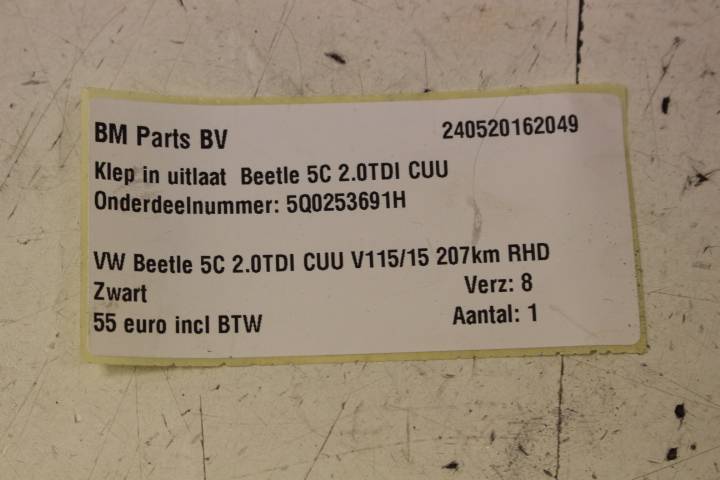 BM Parts BV 240520162049
Klep in uitlaat Beetle 5C 2.0TDI CUU
Onderdeelnummer: 5Q0253691H
VW Beetle 5C 2.0TDI CUU V115/15 207km RHD
Zwart Verz: 8
55 euro incl BTW Aantal: 1